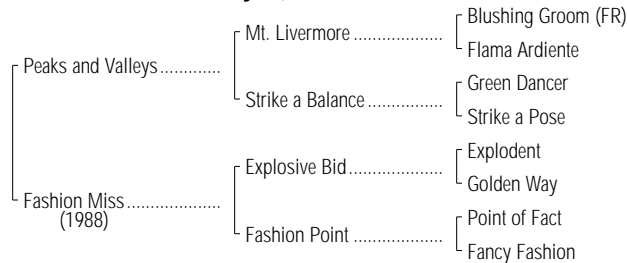 Blushing Groom (FR)
Mt. Livermore ..................
Flama Ardiente
Peaks and Valleys.............
Green Dancer
Strike a Balance.................
Strike a Pose
Explodent
Explosive Bid.....................
Golden Way
Fashion Miss....................
(1988)
Point of Fact
Fashion Point ....................
Fancy Fashion